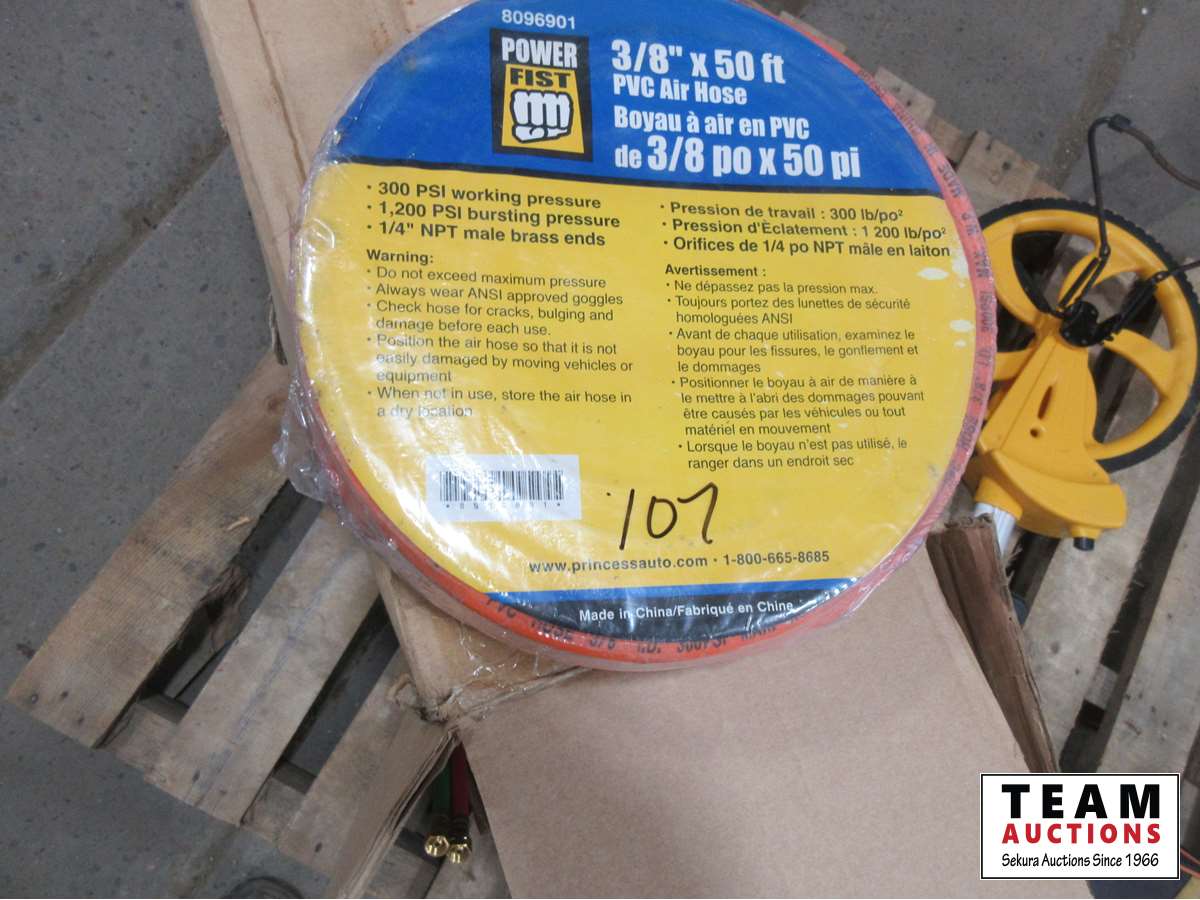 8096901
POWER
FIST
3/8" x 50 ft
PVC Air Hose
Boyau à air en PVC
de 3/8 po x 50 pi
· 300 PSI working pressure
· 1,200 PSI bursting pressure
· 1/4" NPT male brass ends
Warning:
· Do not exceed maximum pressure
· Always wear ANSI approved goggles
· Check hose for cracks, bulging and
damage before each use.
· Position the air hose so that it is not
easily damaged by moving vehicles or
equipment
· When not in use, store the air hose in
a dry location
· Pression de travail : 300 lb/po²
· Pression d'Èclatement : 1 200 lb/po²
· Orifices de 1/4 po NPT mâle en laiton
Avertissement :
· Ne dépassez pas la pression max.
· Toujours portez des lunettes de sécurité
homologuées ANSI
· Avant de chaque utilisation, examinez le
boyau pour les fissures, le gonflement et
le dommages
· Positionner le boyau à air de manière à
le mettre à l'abri des dommages pouvant
être causés par les véhicules ou tout
matériel en mouvement
· Lorsque le boyau n'est pas utilisé, le
ranger dans un endroit sec
107
www.princessauto.com · 1-800-665-8685
Made in China/Fabriqué en Chine
PVC HOSE 3/8 I.D. 300PSI MAX
TEAM
AUCTIONS
Sekura Auctions Since 1966